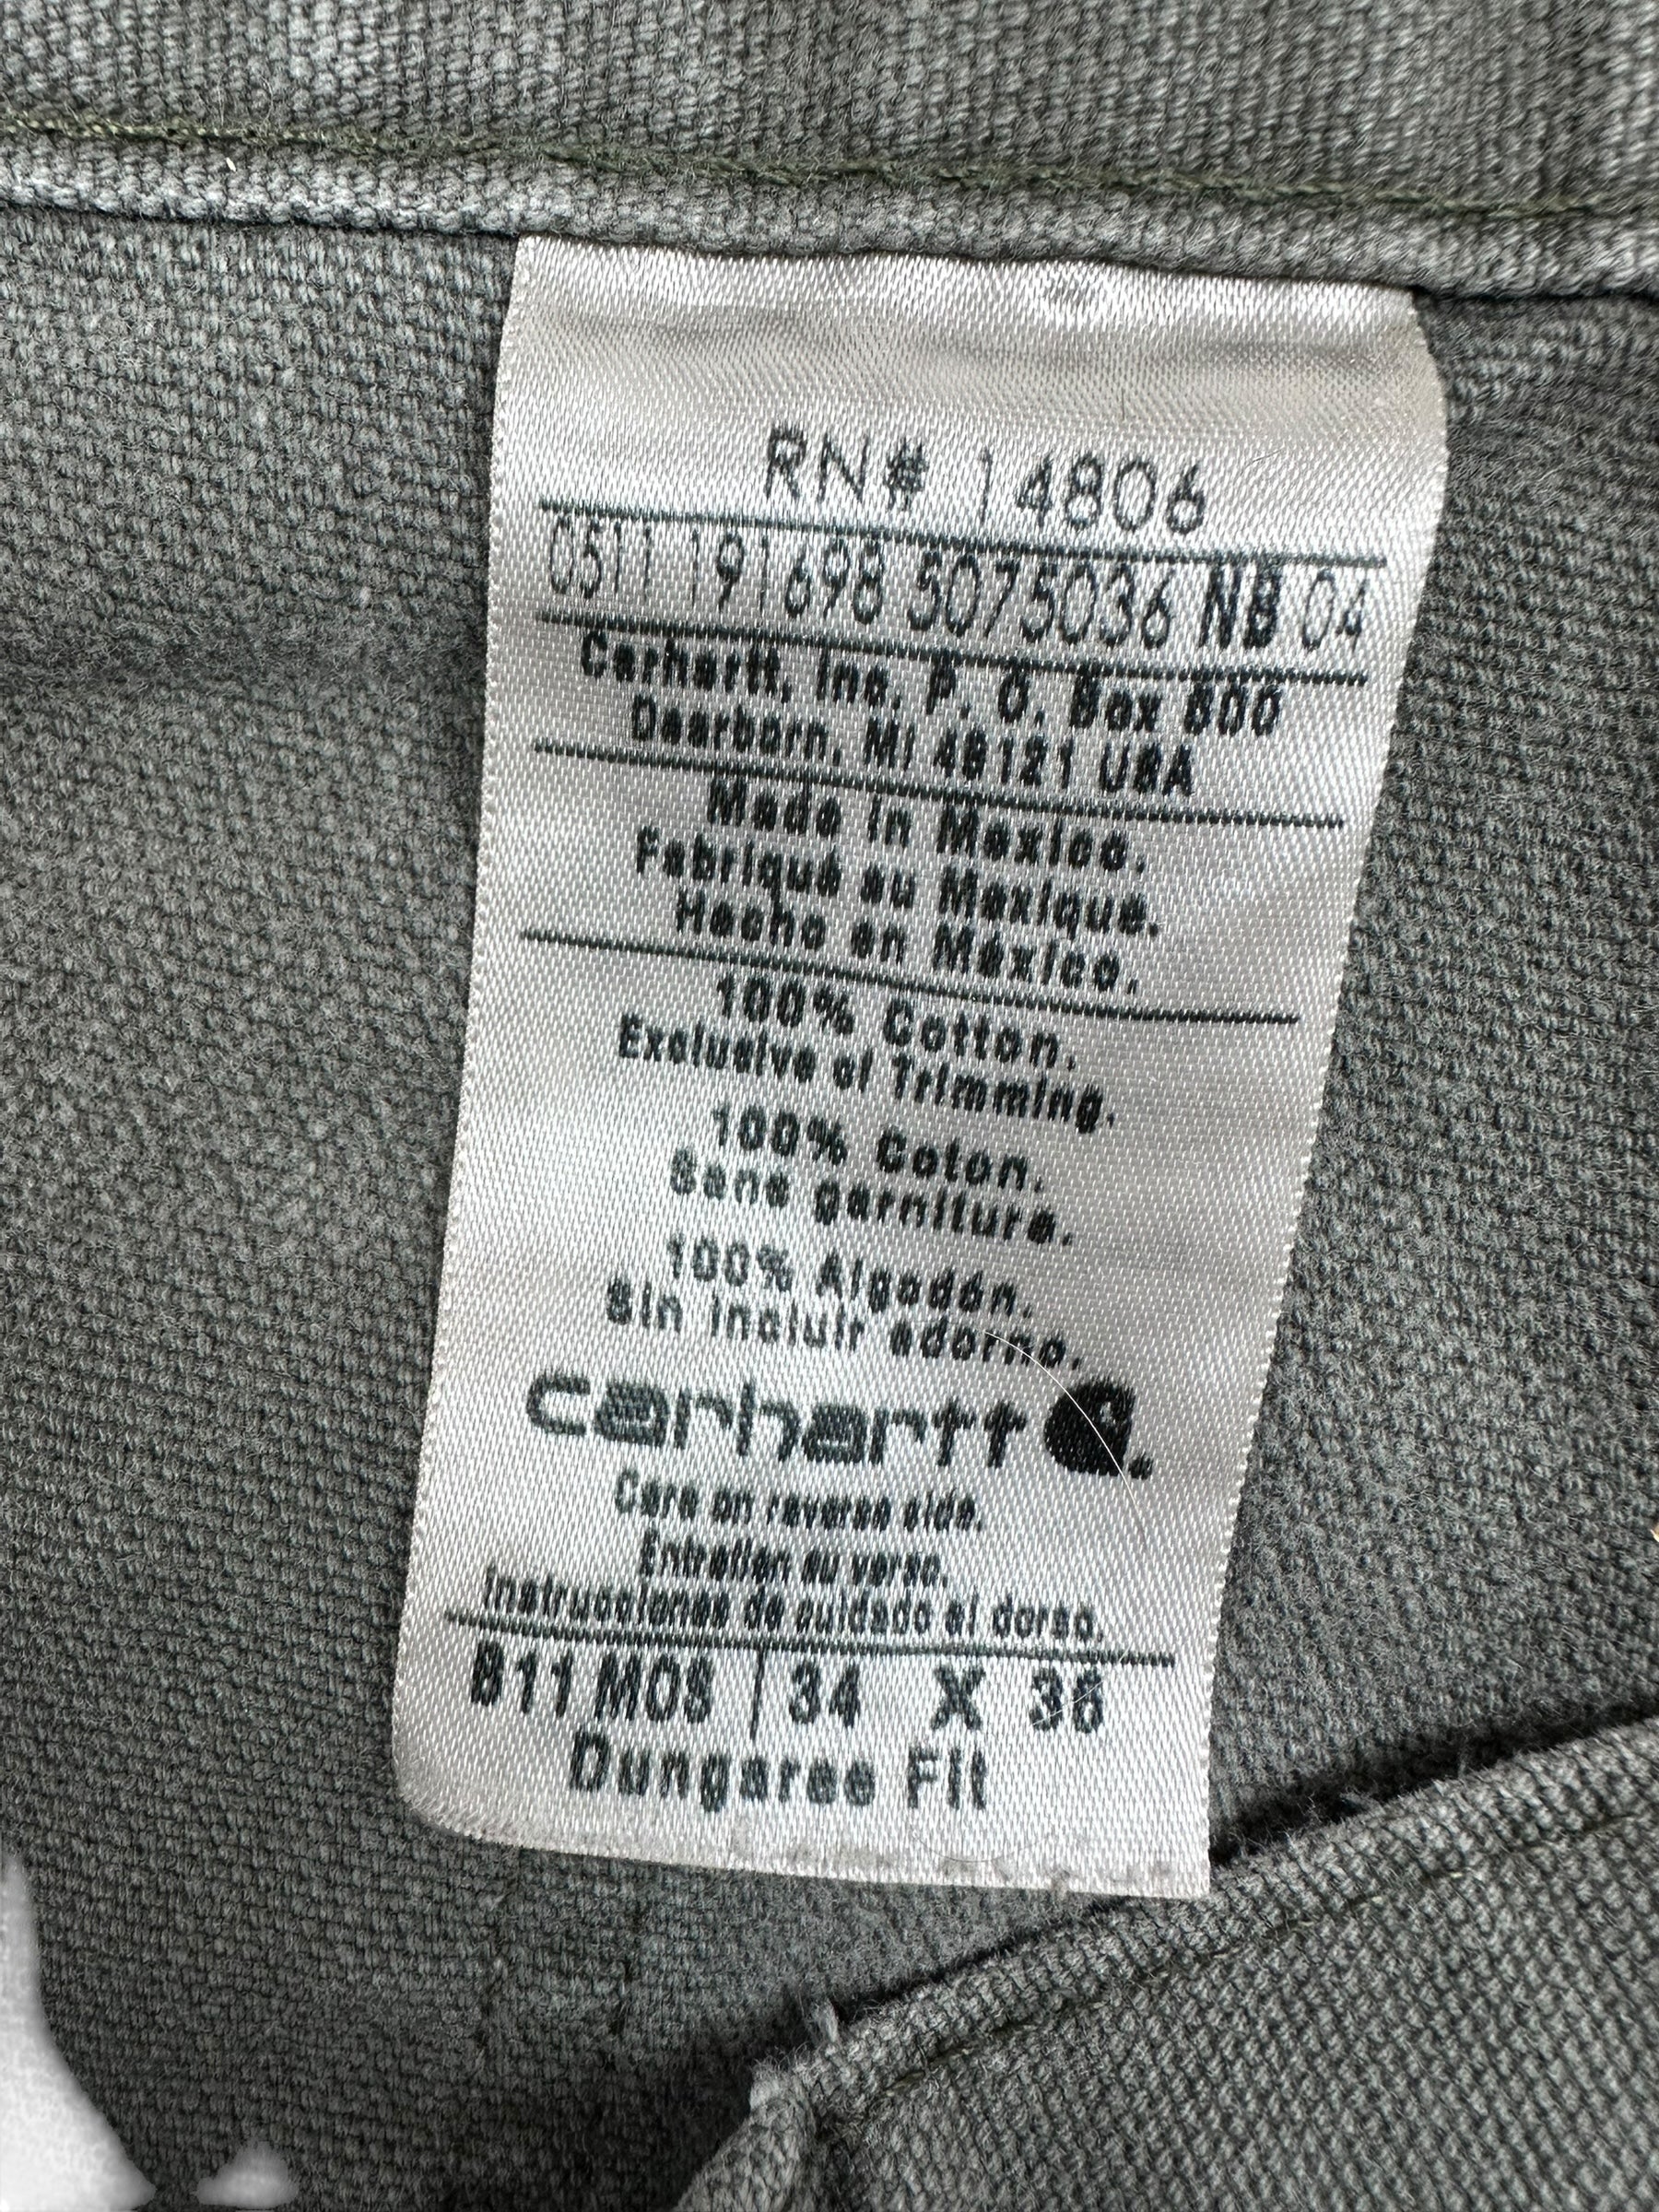 RN# 14806
0511 191698 5075036 NB 04
Carhartt, Inc. P. O. Box 600
Dearborn, MI 48121 USA
Made in Mexico.
Fabriqué au Mexique.
Hecho en México.
100% Cotton.
Exclusive of Trimming.
100% Coton.
Sans garniture.
100% Algodón.
Sin incluir adorno.
carhartt
Care on reverse side.
Entretien au verso.
Instrucciones de cuidado al dorso.
B11 MOS | 34 X 36
Dungaree Fit